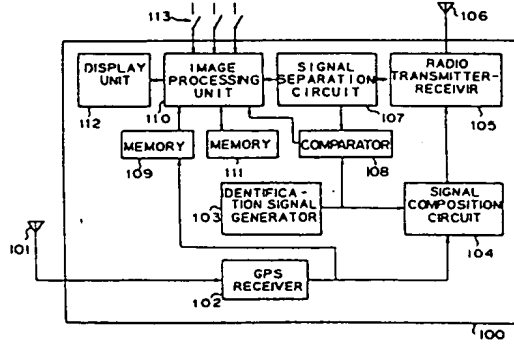 113
106
DISPLAY
UNIT
112
IMAGE
PROCESSING
UNIT
110
SIGNAL
SEPARATION
CIRCUIT
107
RADIO
TRANSMITTER-
RECEIVIR
105
MEMORY
109
MEMORY
111
COMPARATOR
108
DENTIFICA-
TION SIGNAL
GENERATOR
103
SIGNAL
COMPOSITION
CIRCUIT
104
101
GPS
RECEIVER
102
100